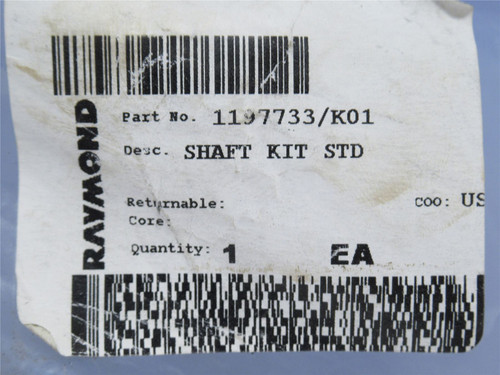 RAYMOND
Part No. 1197733/K01
Desc. SHAFT KIT STD
Returnable: COO: US
Core:
Quantity: 1 EA